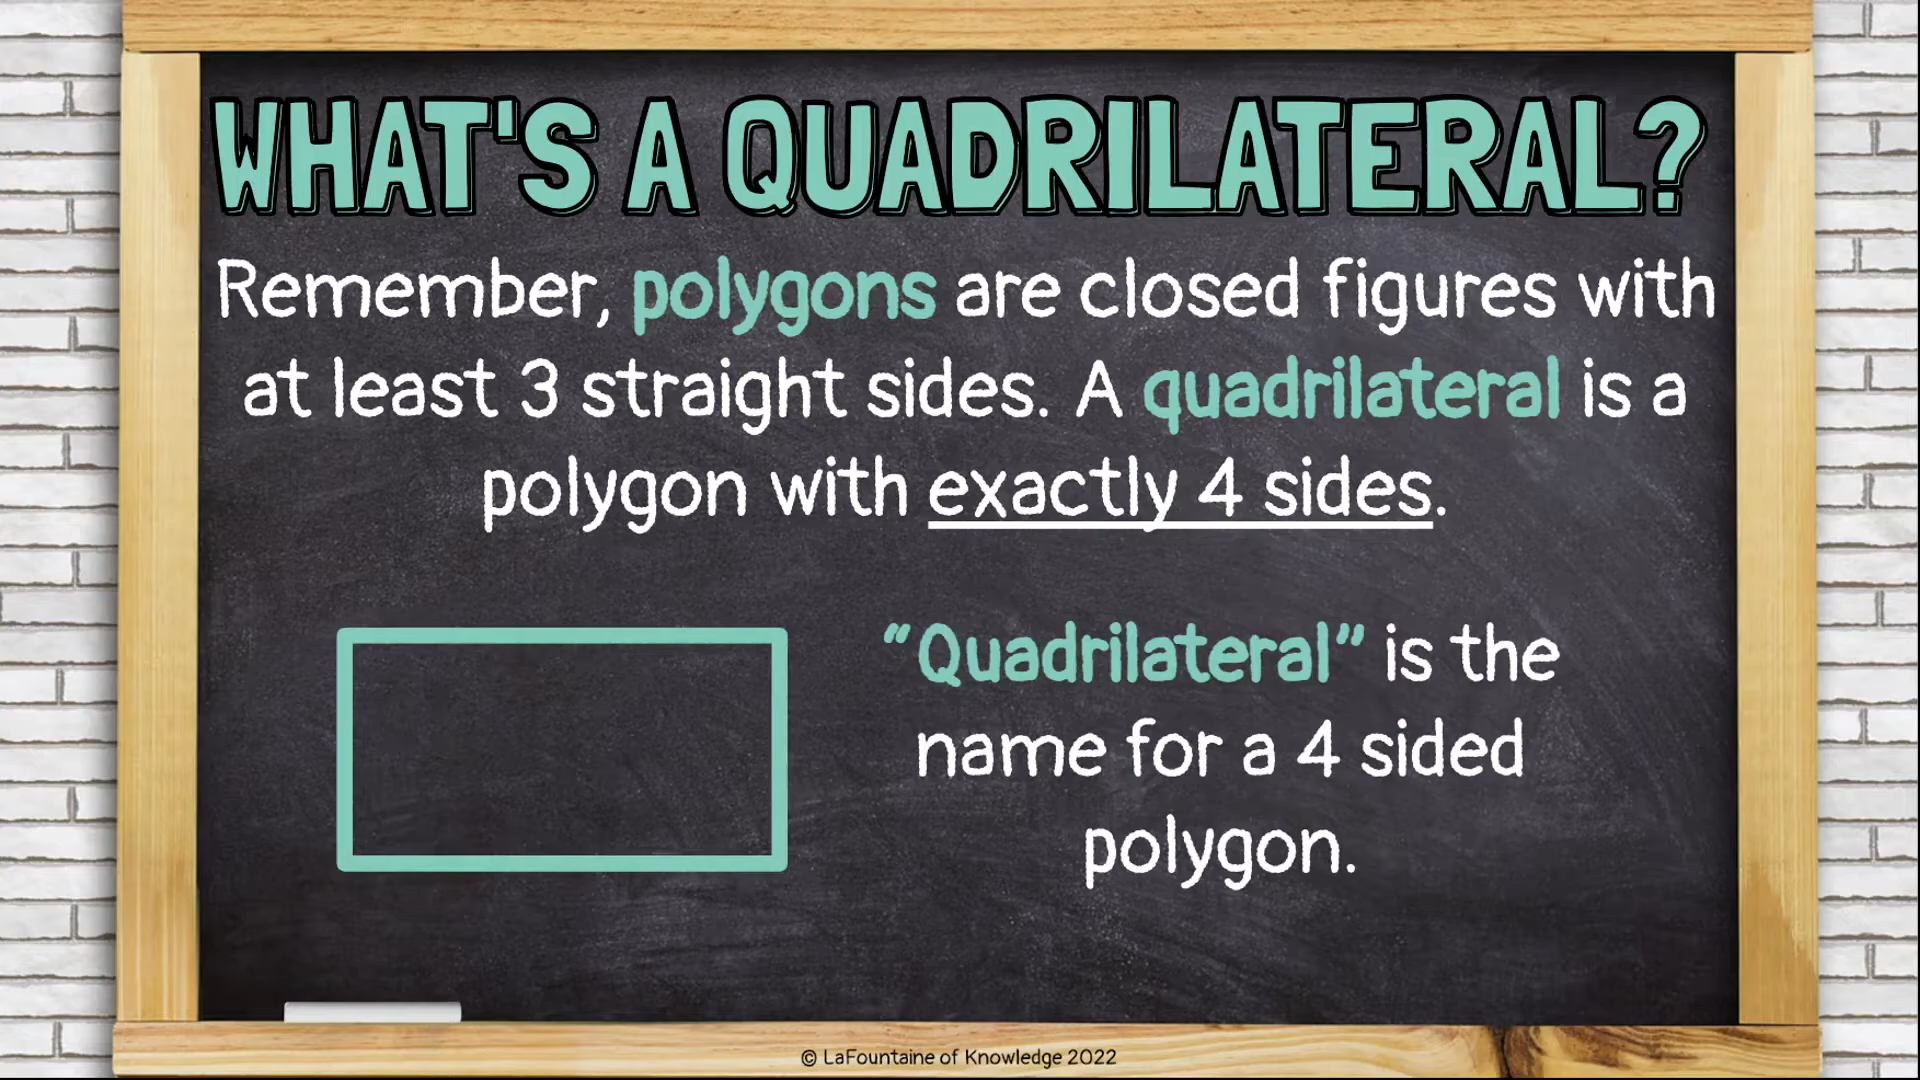 WHAT'S A QUADRILATERAL?
Remember, polygons are closed figures with
at least 3 straight sides. A quadrilateral is a
polygon with exactly 4 sides.
“Quadrilateral” is the
name for a 4 sided
polygon.
© LaFountaine of Knowledge 2022